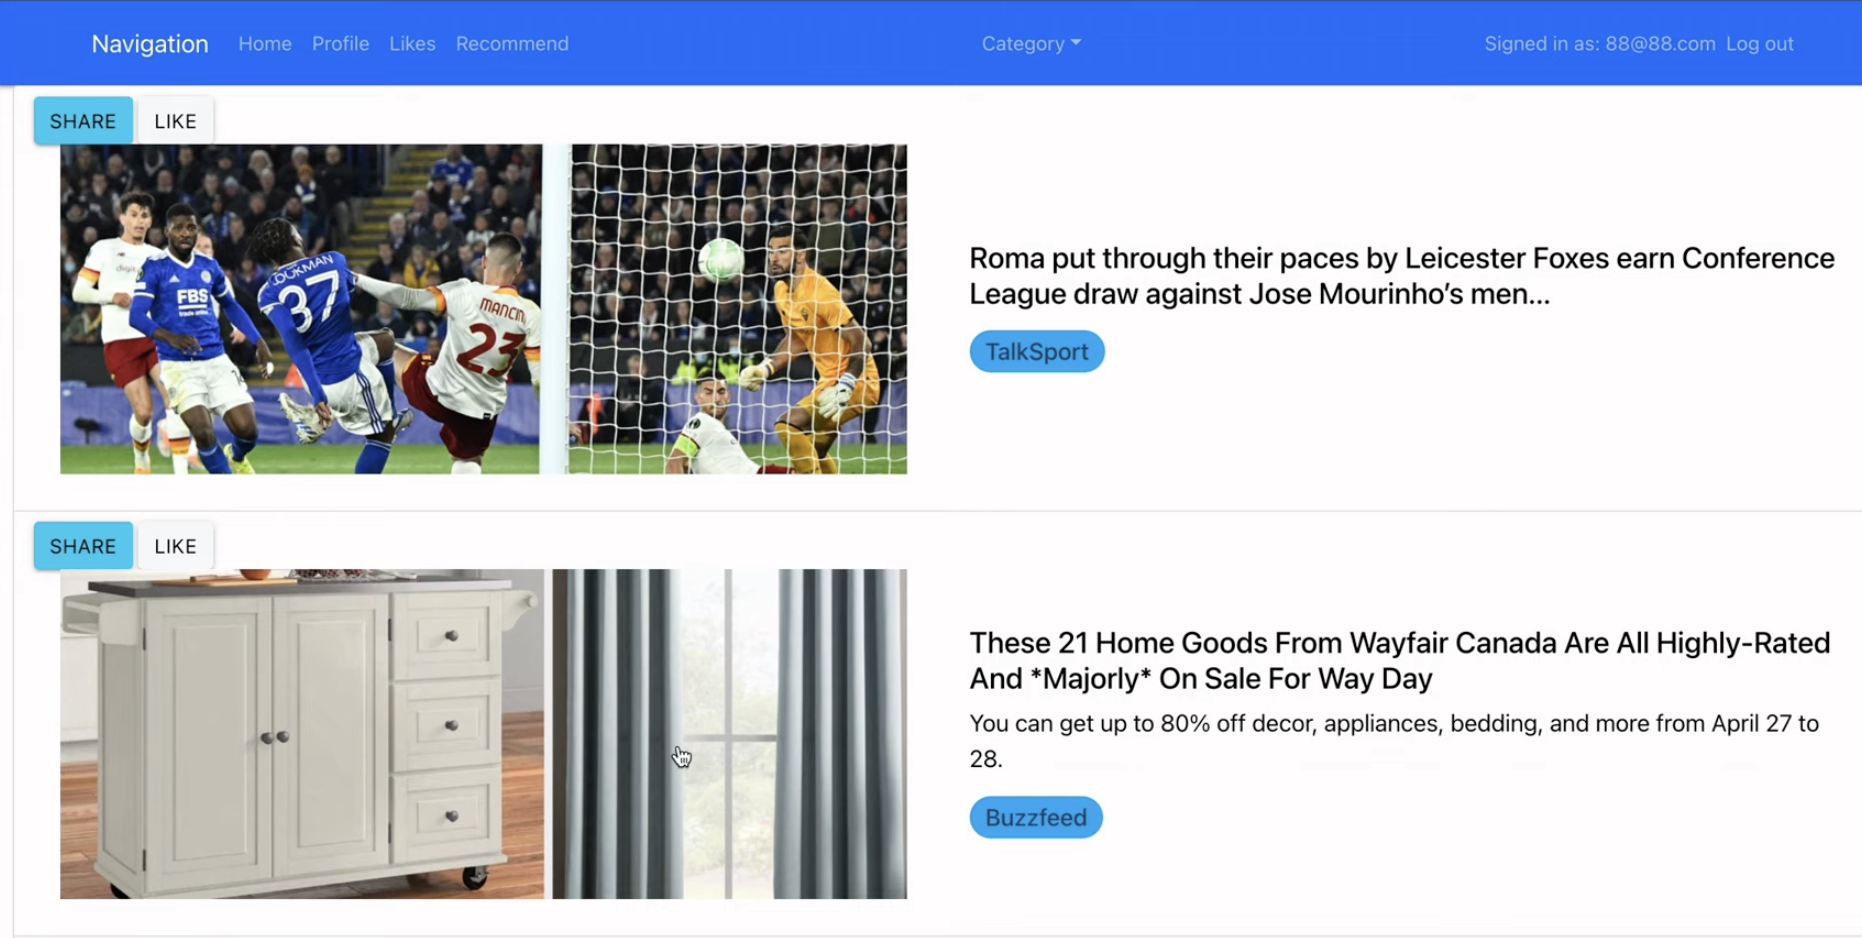 Navigation Home Profile Likes Recommend Category Signed in as: 88@88.com Log out
SHARE LIKE
LOOKMAN
37
FBS
MANCINI
23
Roma put through their paces by Leicester Foxes earn Conference
League draw against Jose Mourinho’s men...
TalkSport
SHARE LIKE
These 21 Home Goods From Wayfair Canada Are All Highly-Rated
And *Majorly* On Sale For Way Day
You can get up to 80% off decor, appliances, bedding, and more from April 27 to
28.
Buzzfeed